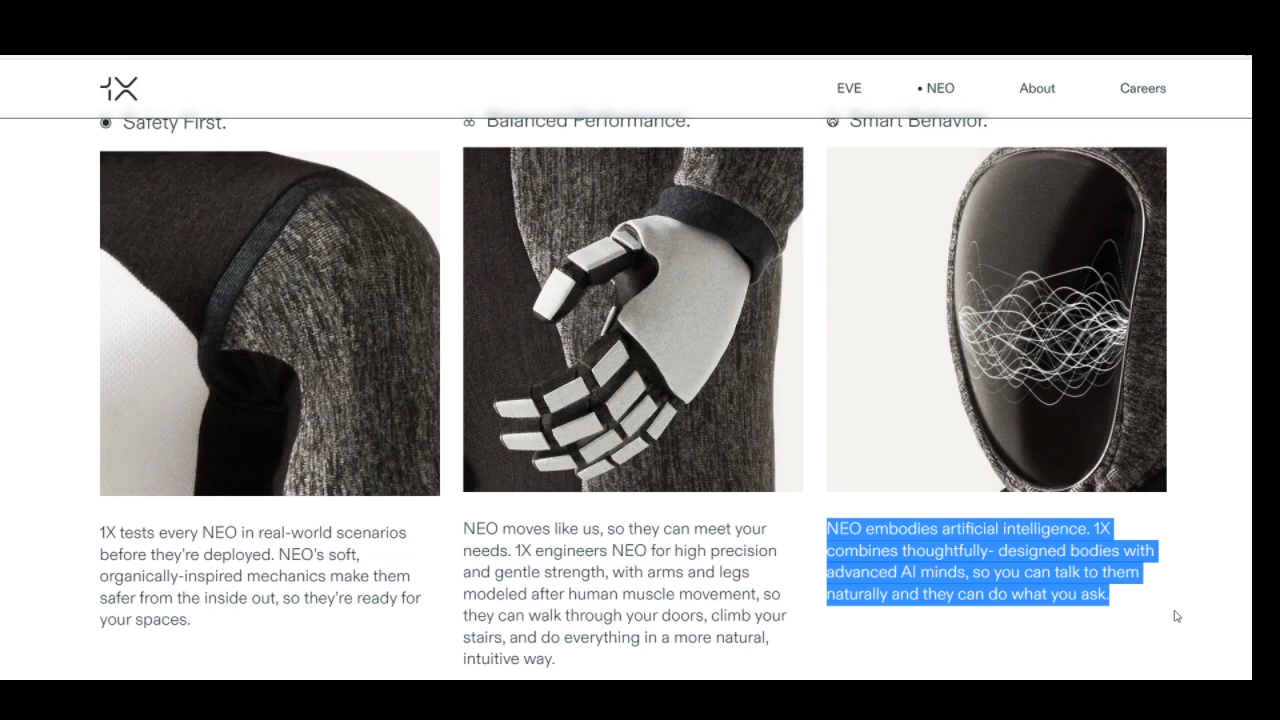 1X
EVE
• NEO
About
Careers
Safety First.
Balanced Performance.
Smart Behavior.
1X tests every NEO in real-world scenarios
before they’re deployed. NEO’s soft,
organically-inspired mechanics make them
safer from the inside out, so they’re ready for
your spaces.
NEO moves like us, so they can meet your
needs. 1X engineers NEO for high precision
and gentle strength, with arms and legs
modeled after human muscle movement, so
they can walk through your doors, climb your
stairs, and do everything in a more natural,
intuitive way.
NEO embodies artificial intelligence. 1X
combines thoughtfully- designed bodies with
advanced AI minds, so you can talk to them
naturally and they can do what you ask.